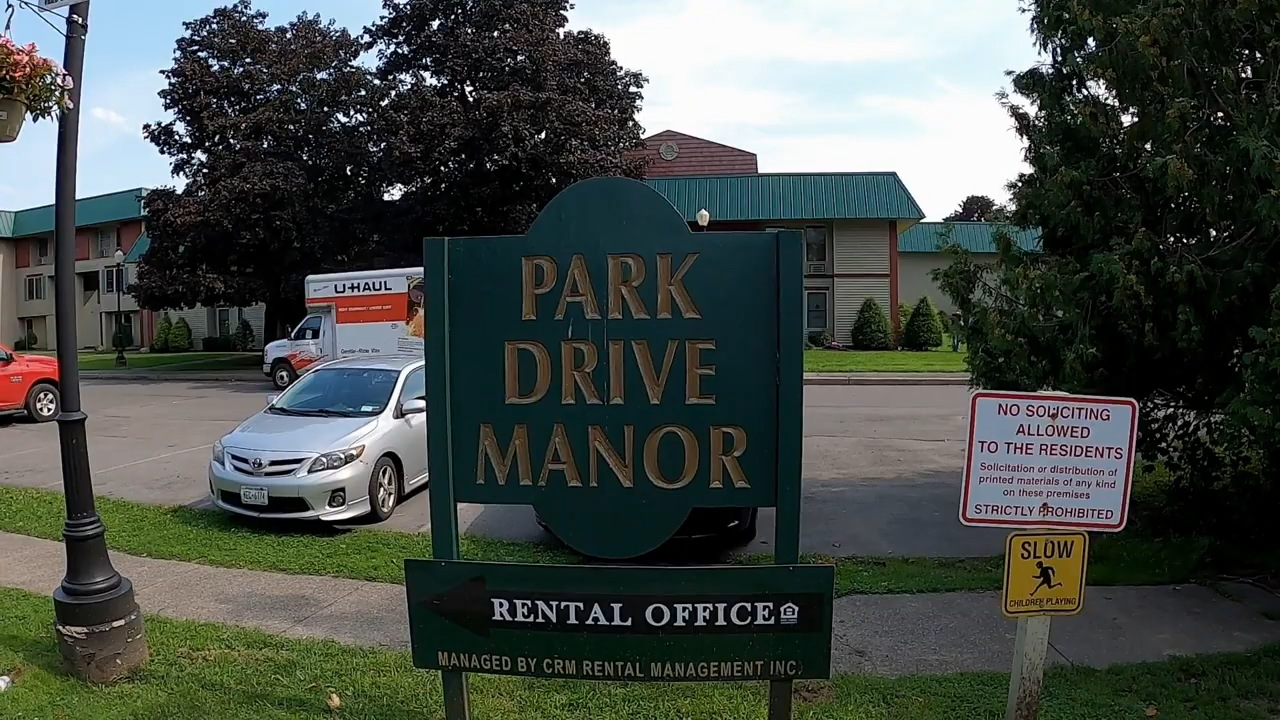 U-HAUL
PARK
DRIVE
MANOR
RENTAL OFFICE
MANAGED BY CRM RENTAL MANAGEMENT INC.
NO SOLICITING
ALLOWED
TO THE RESIDENTS
Solicitation or distribution of
printed materials of any kind
on these premises
STRICTLY PROHIBITED
SLOW
CHILDREN PLAYING